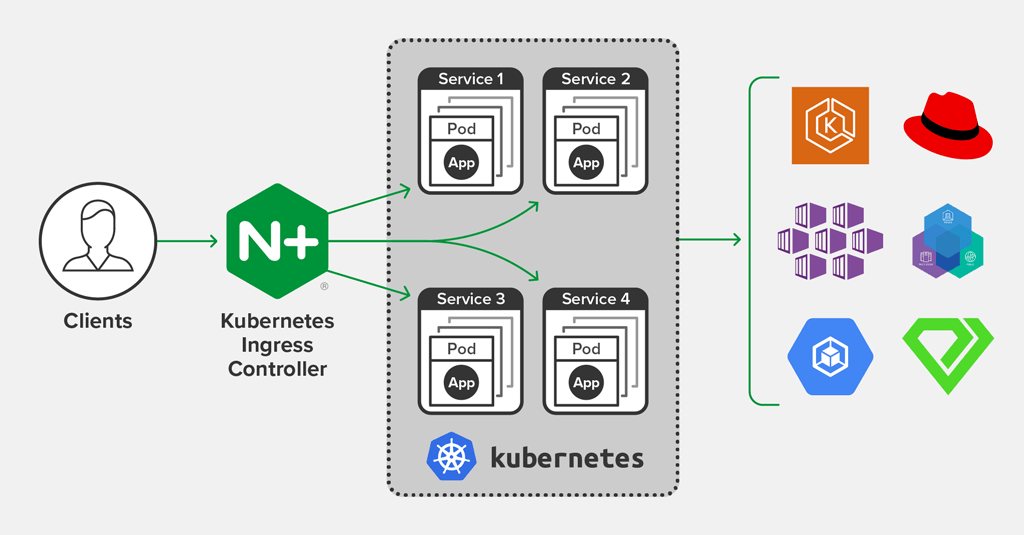 Clients
N+
®
Kubernetes
Ingress
Controller
Service 1
Pod
App
Service 2
Pod
App
Service 3
Pod
App
Service 4
Pod
App
kubernetes
K